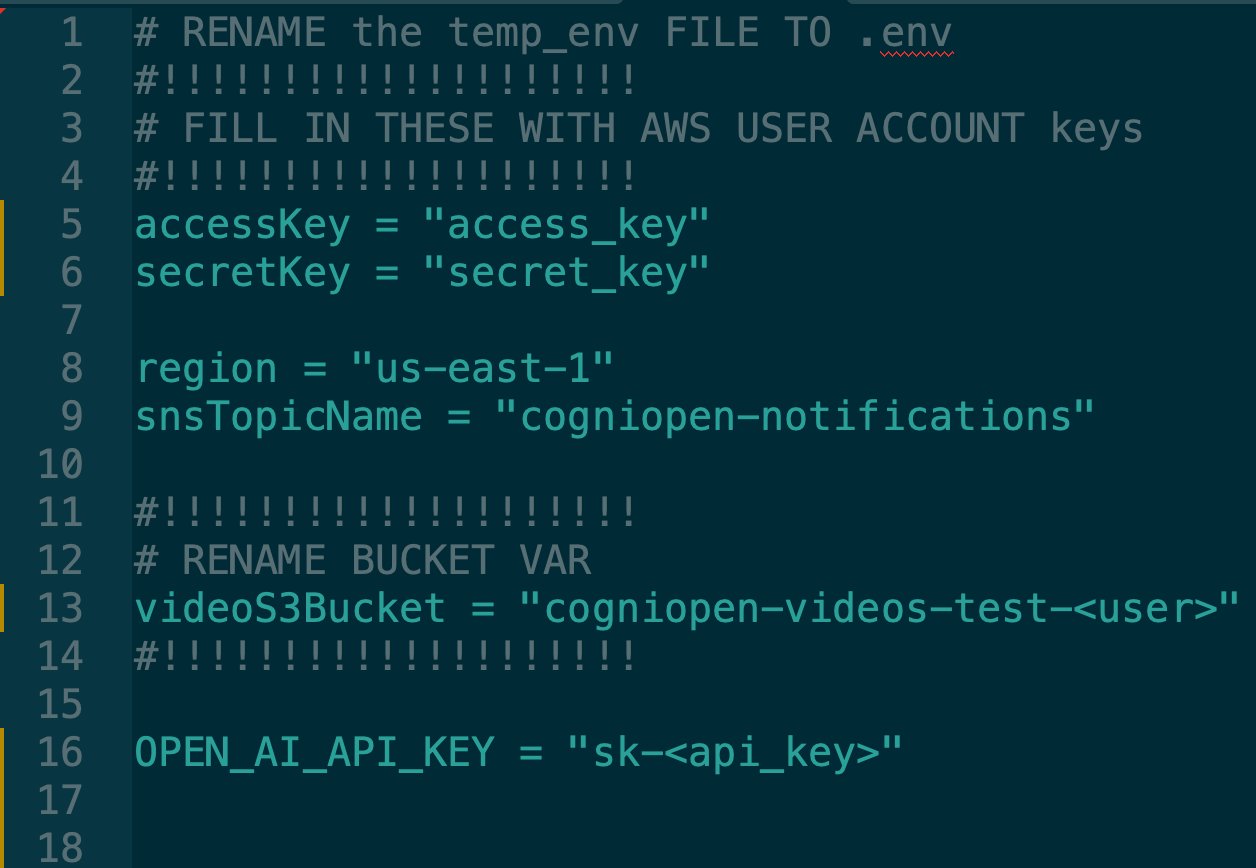 1 # RENAME the temp_env FILE TO .env
2 #!!!!!!!!!!!!!!!!!!!!
3 # FILL IN THESE WITH AWS USER ACCOUNT keys
4 #!!!!!!!!!!!!!!!!!!!!
5 accessKey = "access_key"
6 secretKey = "secret_key"
7
8 region = "us-east-1"
9 snsTopicName = "cogniopen-notifications"
10
11 #!!!!!!!!!!!!!!!!!!!!
12 # RENAME BUCKET VAR
13 videoS3Bucket = "cogniopen-videos-test-<user>"
14 #!!!!!!!!!!!!!!!!!!!!
15
16 OPEN_AI_API_KEY = "sk-<api_key>"
17
18